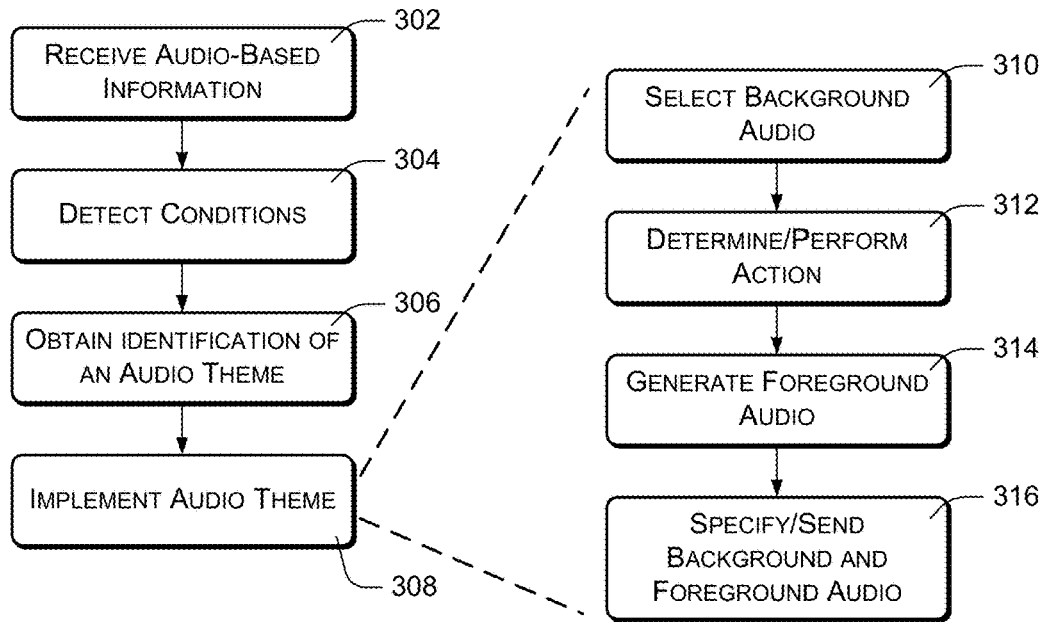 302
RECEIVE AUDIO-BASED
INFORMATION
304
DETECT CONDITIONS
306
OBTAIN IDENTIFICATION OF
AN AUDIO THEME
IMPLEMENT AUDIO THEME
308
310
SELECT BACKGROUND
AUDIO
312
DETERMINE/PERFORM
ACTION
314
GENERATE FOREGROUND
AUDIO
316
SPECIFY/SEND
BACKGROUND AND
FOREGROUND AUDIO